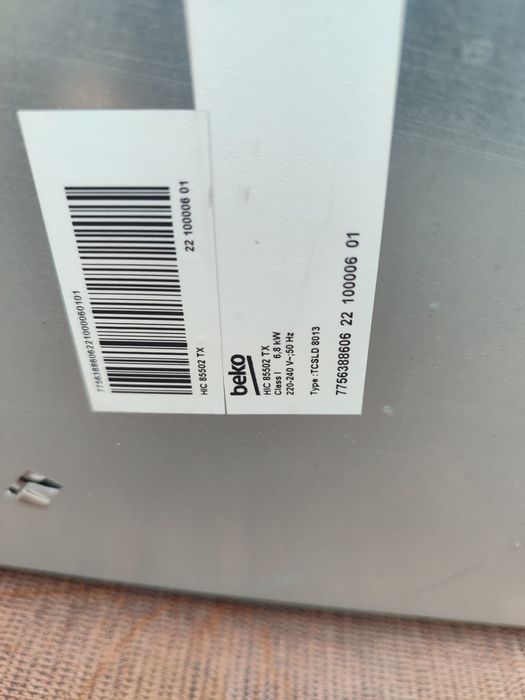 7756388606221000060101
22 100006 01
HIC 85502 TX
beko
HIC 85502 TX
Class I 6,8 kW
220-240 V~;50 Hz
Type :TCSLD 8013
7756388606 22 100006 01